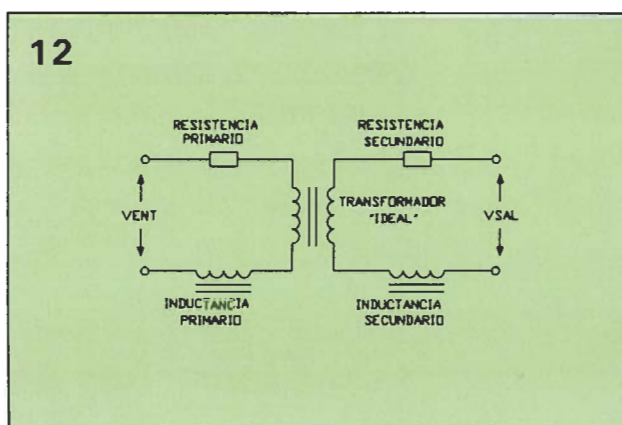 12
RESISTENCIA
PRIMARIO
RESISTENCIA
SECUNDARIO
VENT
TRANSFORMADOR
"IDEAL"
VSAL
INDUCTANCIA
PRIMARIO
INDUCTANCIA
SECUNDARIO